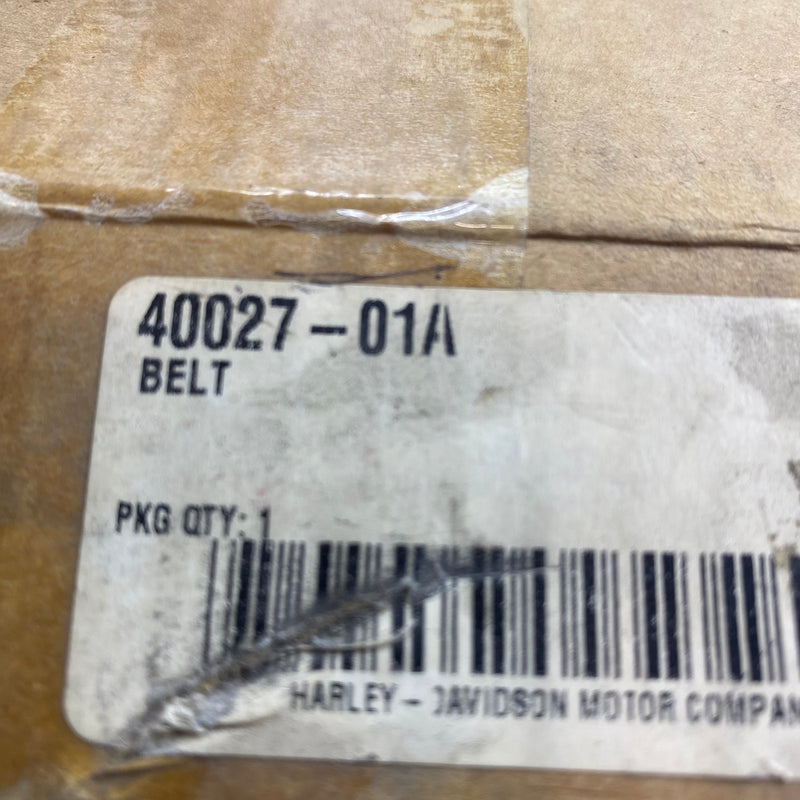 40027-01A
BELT
PKG QTY: 1
HARLEY-DAVIDSON MOTOR COMPAN